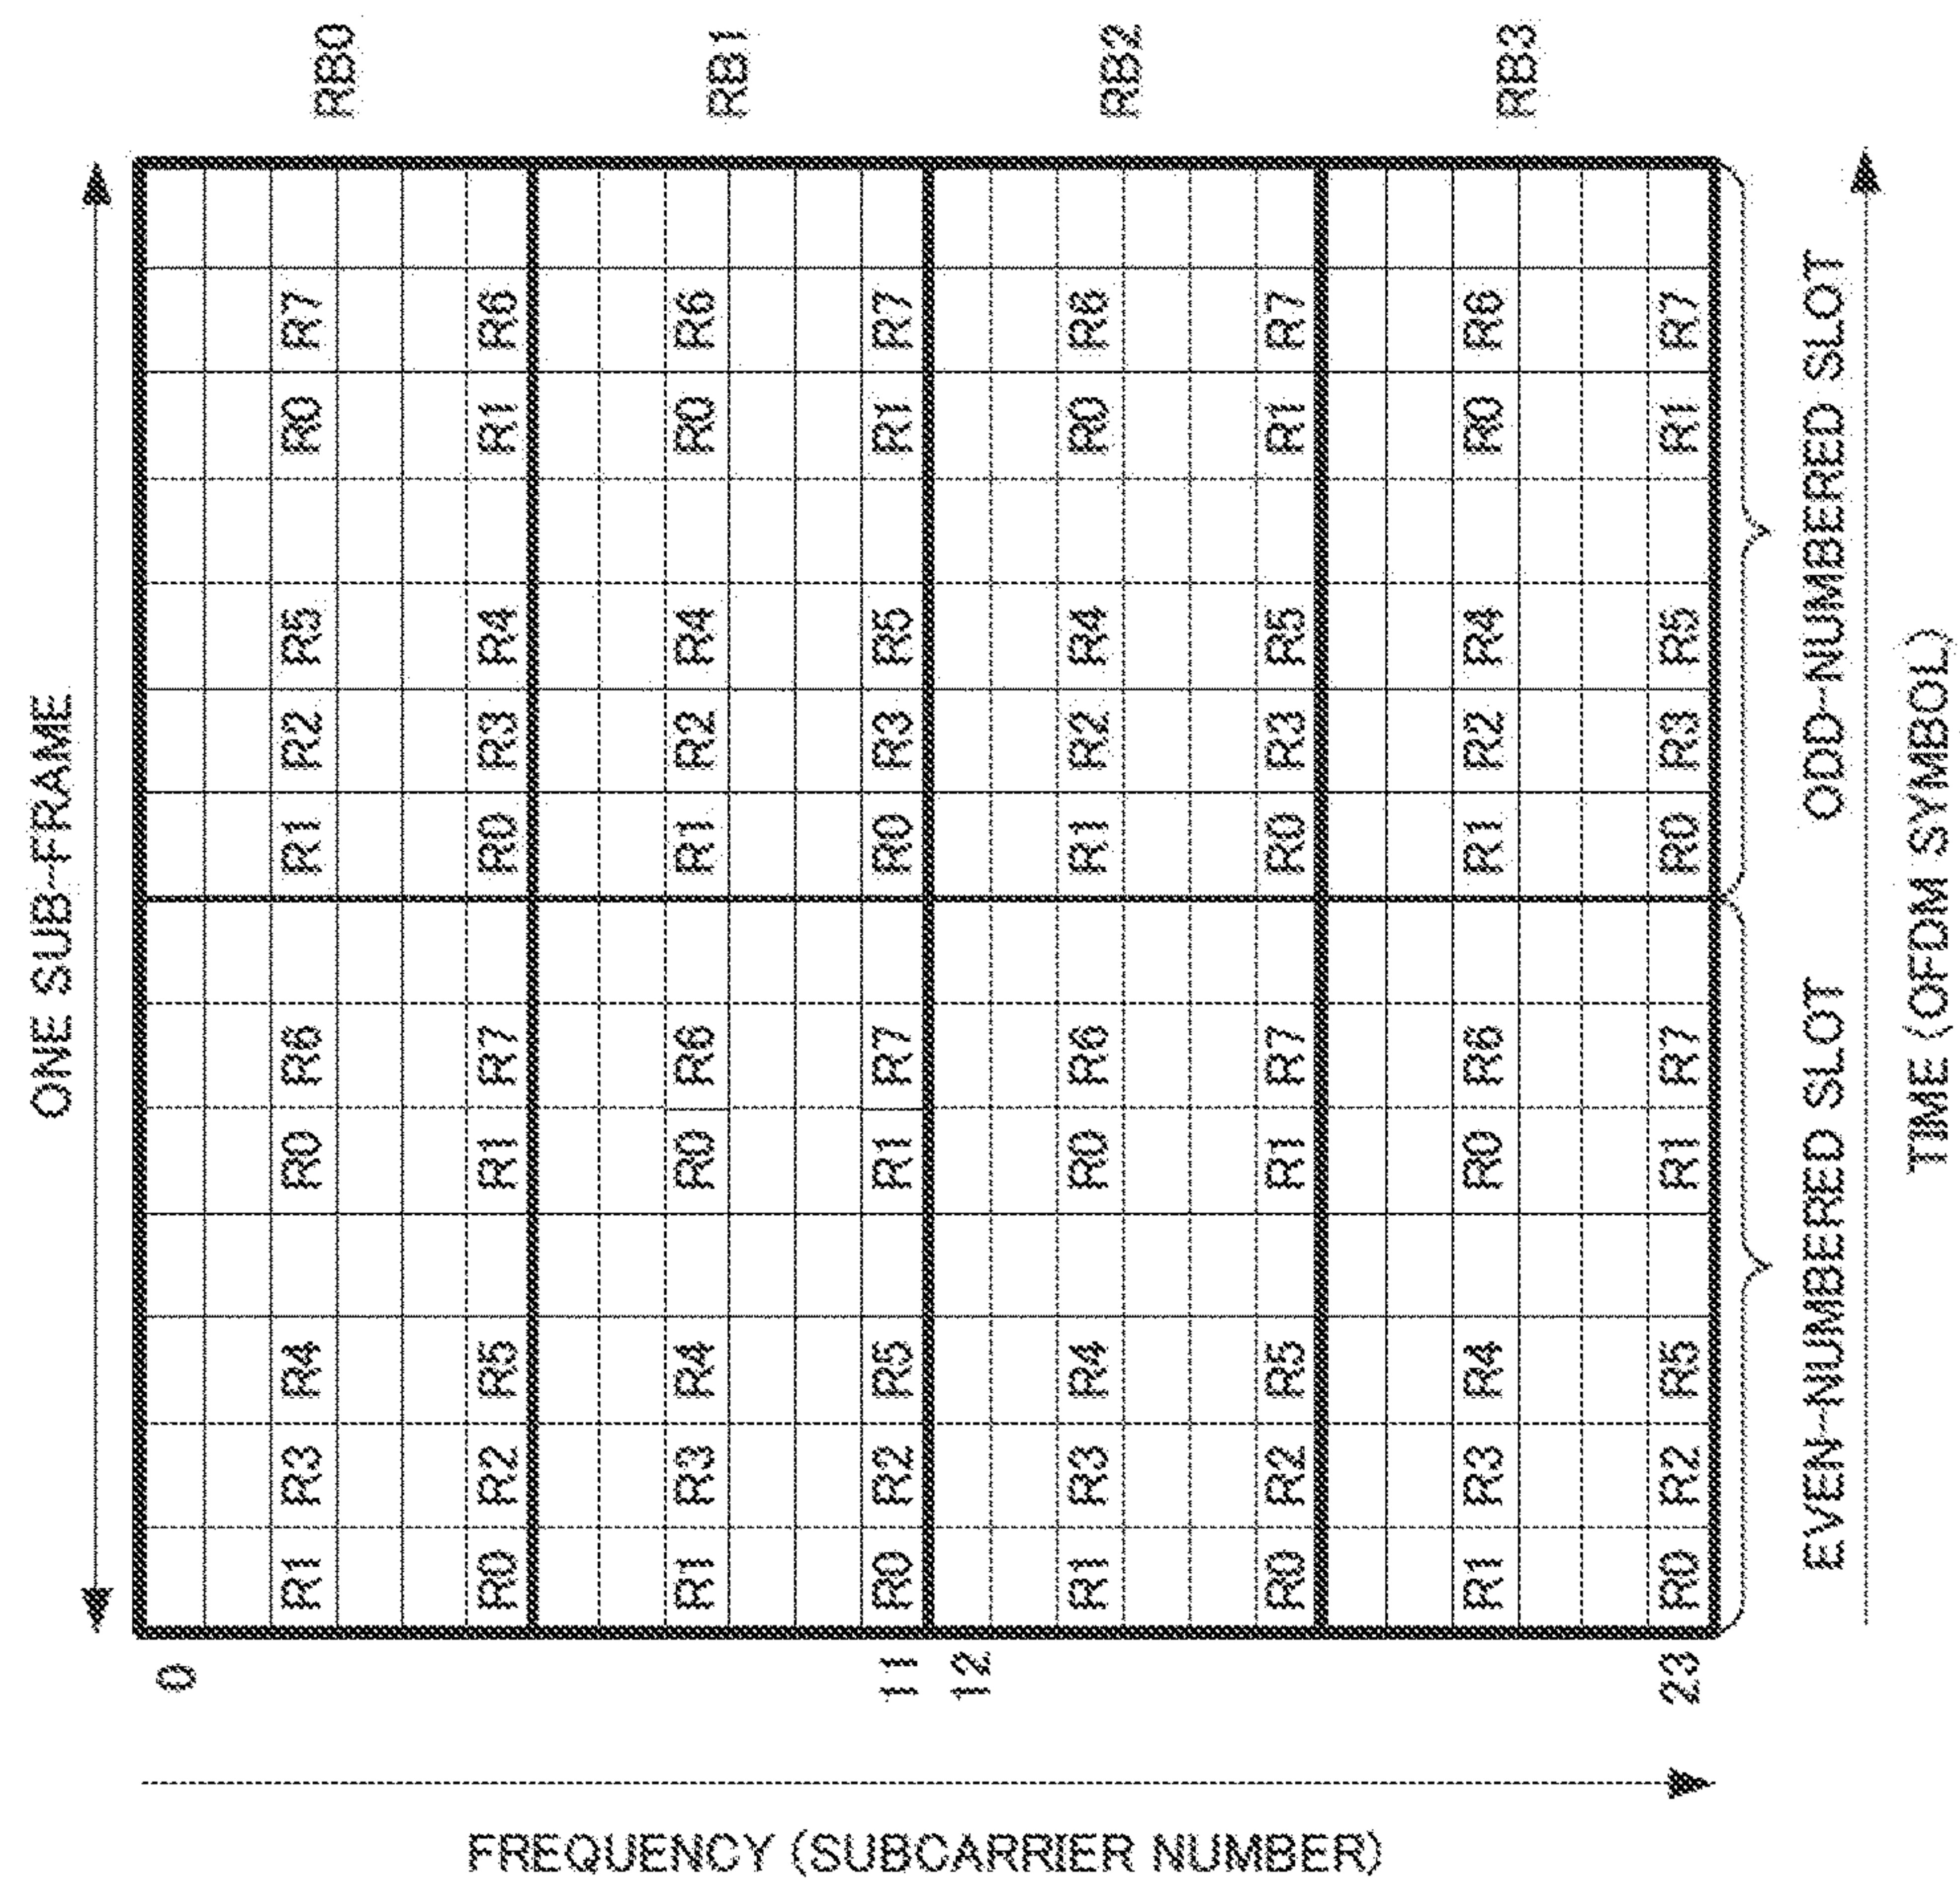 ONE SUB-FRAME
0
R1 R3 R4 R0 R6 R1 R2 R5 R0 R7
RB0
R0 R2 R5 R1 R7 R0 R3 R4 R1 R6
R1 R3 R4 R0 R6 R1 R2 R4 R0 R6
RB1
11 R0 R2 R5 R1 R7 R0 R3 R5 R1 R7
12
R1 R3 R4 R0 R6 R1 R2 R4 R0 R6
RB2
R0 R2 R5 R1 R7 R0 R3 R5 R1 R7
R1 R3 R4 R0 R6 R1 R2 R4 R0 R6
RB3
23 R0 R2 R5 R1 R7 R0 R3 R5 R1 R7
EVEN-NUMBERED SLOT ODD-NUMBERED SLOT
TIME (OFDM SYMBOL)
FREQUENCY (SUBCARRIER NUMBER)